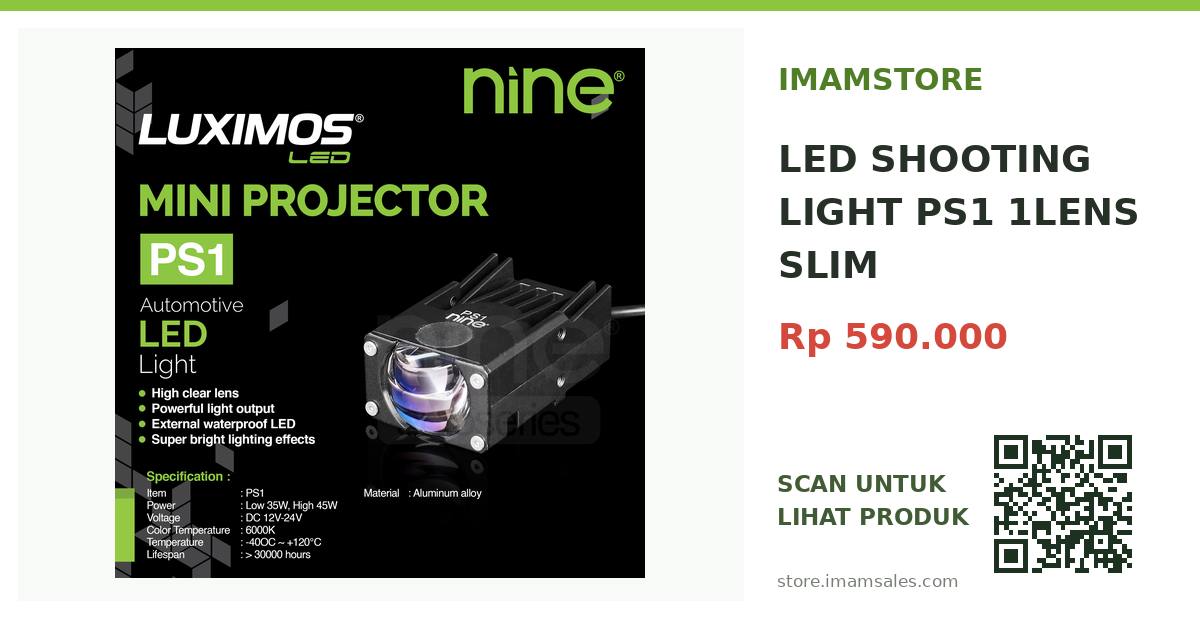 nine®
LUXIMOS®
LED
MINI PROJECTOR
PS1
Automotive
LED
Light
High clear lens
Powerful light output
External waterproof LED
Super bright lighting effects
Specification :
Item : PS1
Power : Low 35W, High 45W
Voltage : DC 12V-24V
Color Temperature : 6000K
Temperature : -40OC ~ +120°C
Lifespan : > 30000 hours
Material : Aluminum alloy
PS1
nine
series
IMAMSTORE
LED SHOOTING
LIGHT PS1 1LENS
SLIM
Rp 590.000
SCAN UNTUK
LIHAT PRODUK
store.imamsales.com